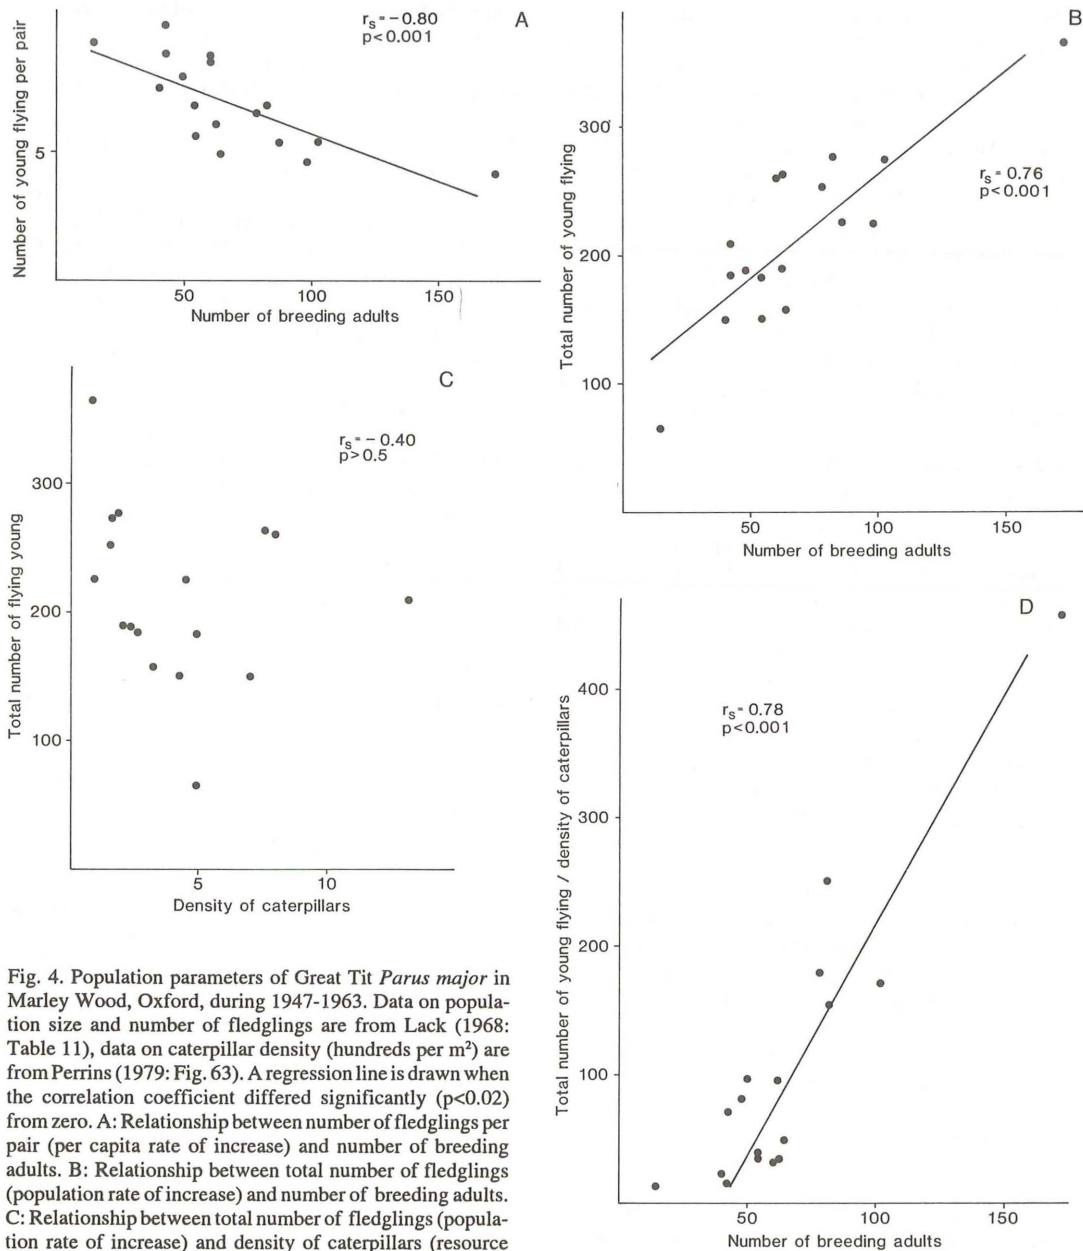 A
rs = -0.80
p<0.001
Number of young flying per pair
5
50 100 150
Number of breeding adults
B
rs = 0.76
p<0.001
Total number of young flying
300
200
100
50 100 150
Number of breeding adults
C
rs = -0.40
p>0.5
Total number of flying young
300
200
100
5 10
Density of caterpillars
D
rs = 0.78
p<0.001
Total number of young flying / density of caterpillars
400
300
200
100
50 100 150
Number of breeding adults
Fig. 4. Population parameters of Great Tit Parus major in
Marley Wood, Oxford, during 1947-1963. Data on popula-
tion size and number of fledglings are from Lack (1968:
Table 11), data on caterpillar density (hundreds per m²) are
from Perrins (1979: Fig. 63). A regression line is drawn when
the correlation coefficient differed significantly (p<0.02)
from zero. A: Relationship between number of fledglings per
pair (per capita rate of increase) and number of breeding
adults. B: Relationship between total number of fledglings
(population rate of increase) and number of breeding adults.
C: Relationship between total number of fledglings (popula-
tion rate of increase) and density of caterpillars (resource